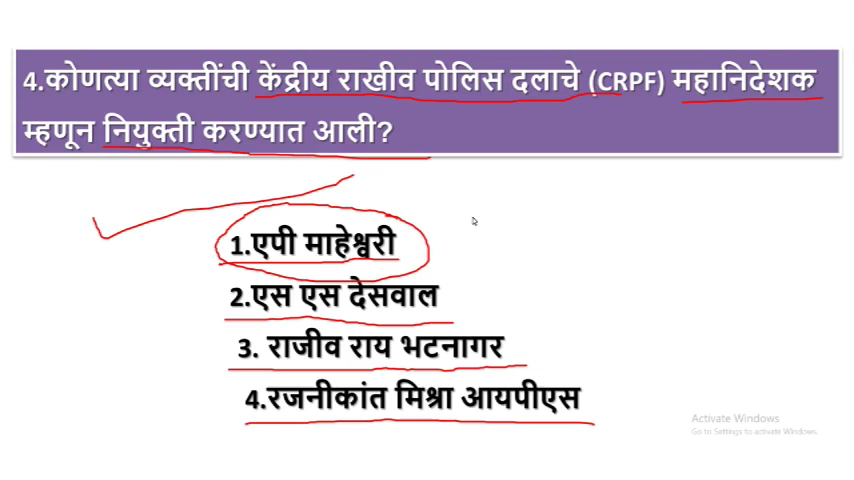 4.कोणत्या व्यक्तींची केंद्रीय राखीव पोलिस दलाचे (CRPF) महानिदेशक
म्हणून नियुक्ती करण्यात आली?
1.एपी माहेश्वरी
2.एस एस देसवाल
3. राजीव राय भटनागर
4.रजनीकांत मिश्रा आयपीएस
Activate Windows
Go to Settings to activate Windows.